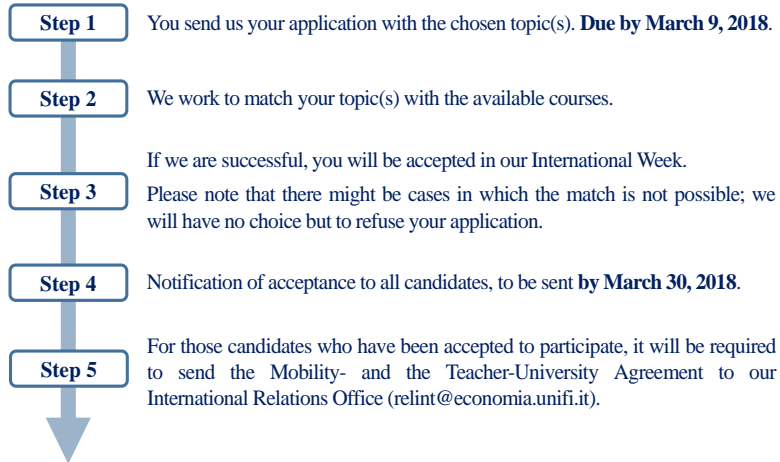 Step 1
You send us your application with the chosen topic(s). Due by March 9, 2018.
Step 2
We work to match your topic(s) with the available courses.
If we are successful, you will be accepted in our International Week.
Step 3
Please note that there might be cases in which the match is not possible; we
will have no choice but to refuse your application.
Step 4
Notification of acceptance to all candidates, to be sent by March 30, 2018.
For those candidates who have been accepted to participate, it will be required
Step 5
to send the Mobility- and the Teacher-University Agreement to our
International Relations Office (relint@economia.unifi.it).